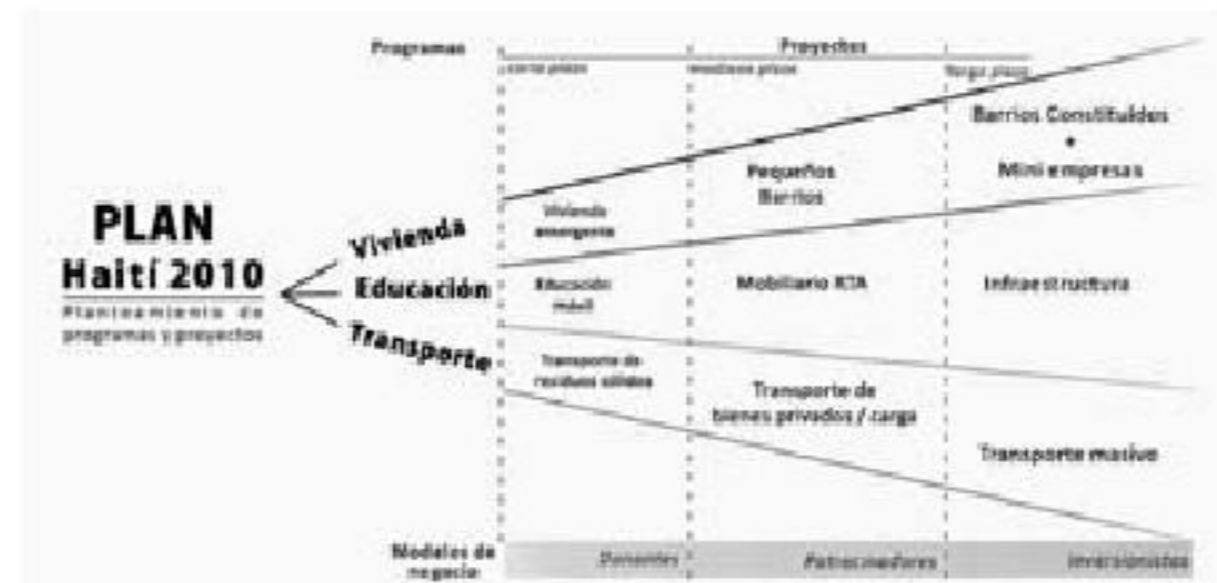 Programas
Proyectos
corto plazo
mediano plazo
largo plazo
PLAN
Haití 2010
Planteamiento de
programas y proyectos
Vivienda
Educación
Transporte
Vivienda
emergente
Pequeños
Barrios
Barrios Constituídos
+
Mini empresas
Educación
móvil
Mobiliario
Infraestructura
Transporte de
residuos sólidos
Transporte de
bienes privados / carga
Transporte masivo
Modelos de
negocio
Donantes
Patrocinadores
Inversionistas